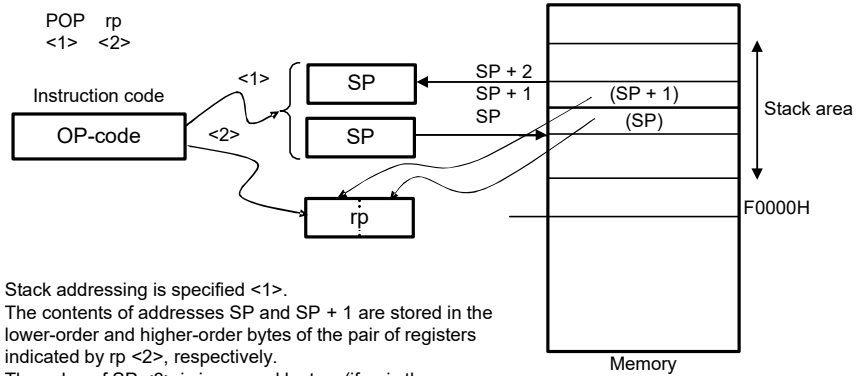 POP rp
<1> <2>
Instruction code
OP-code
<1>
<2>
SP
SP
rp
SP + 2
SP + 1
SP
(SP + 1)
(SP)
Stack area
F0000H
Memory
Stack addressing is specified <1>.
The contents of addresses SP and SP + 1 are stored in the
lower-order and higher-order bytes of the pair of registers
indicated by rp <2>, respectively.